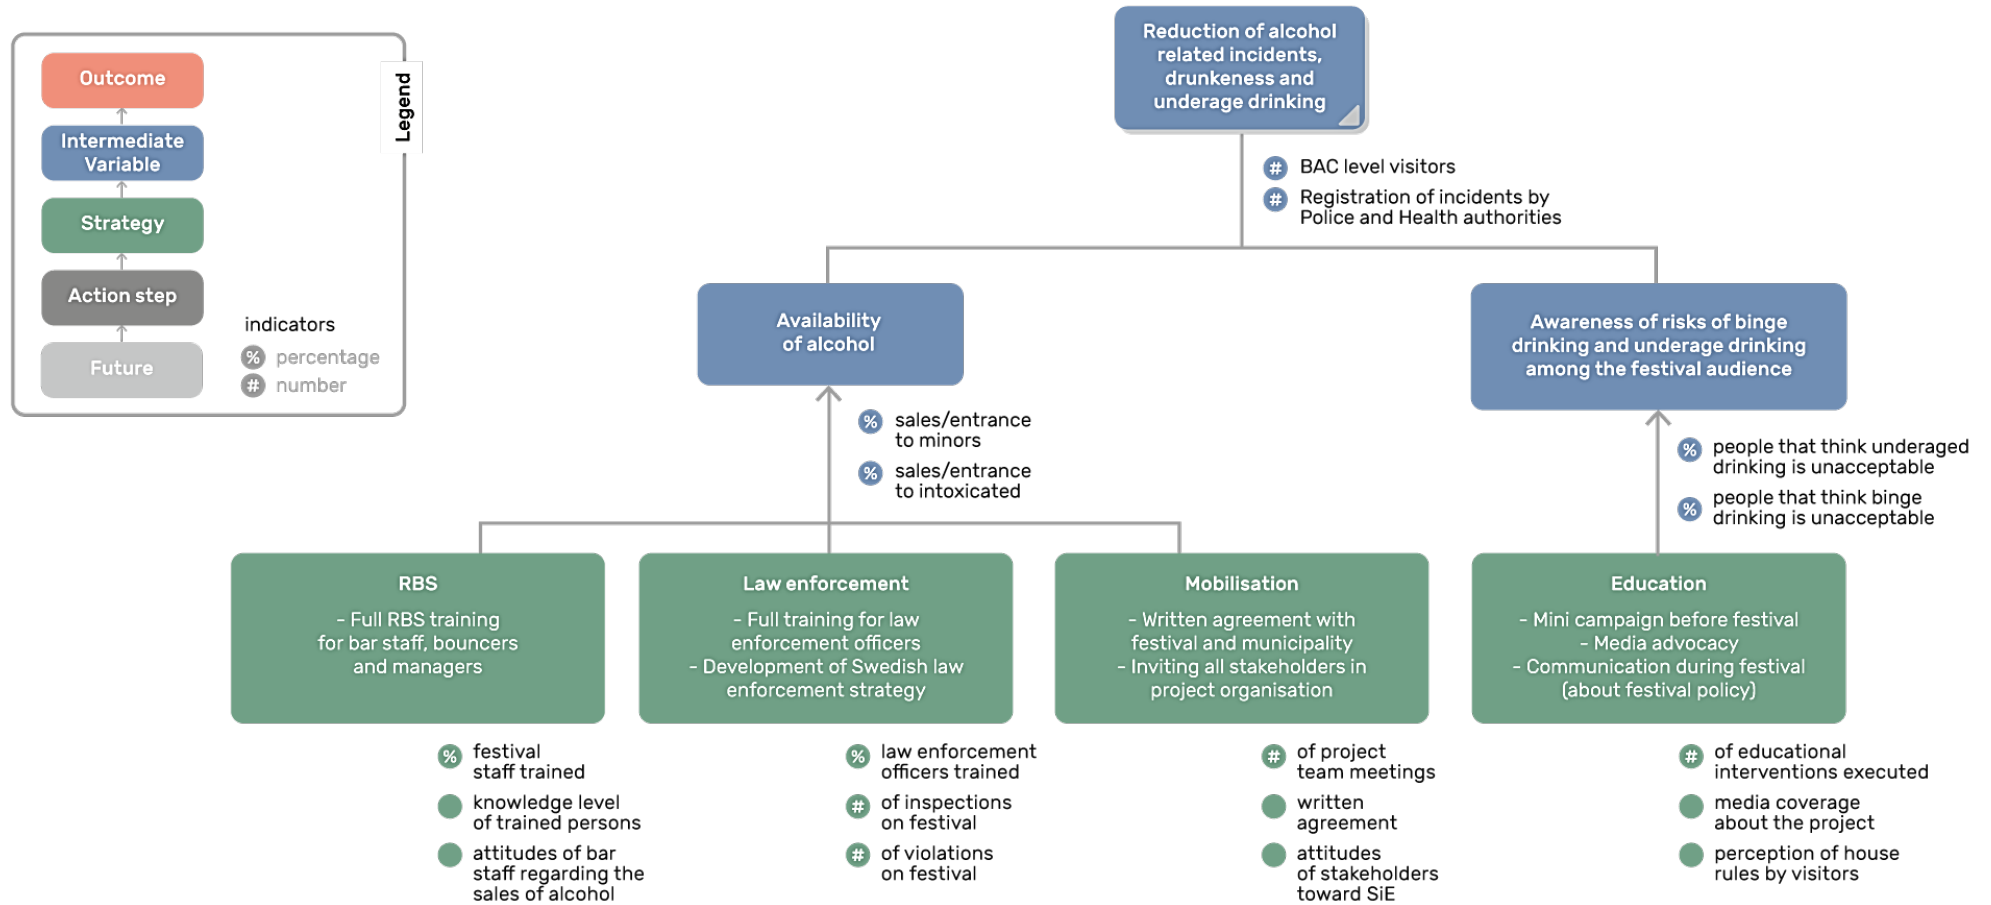 Legend
Outcome
Intermediate
Variable
Strategy
Action step
Future
indicators
% percentage
# number
Reduction of alcohol
related incidents,
drunkeness and
underage drinking
# BAC level visitors
# Registration of incidents by
Police and Health authorities
Availability
of alcohol
% sales/entrance
to minors
% sales/entrance
to intoxicated
Awareness of risks of binge
drinking and underage drinking
among the festival audience
% people that think underaged
drinking is unacceptable
% people that think binge
drinking is unacceptable
RBS
- Full RBS training
for bar staff, bouncers
and managers
% festival
staff trained
knowledge level
of trained persons
attitudes of bar
staff regarding the
sales of alcohol
Law enforcement
- Full training for law
enforcement officers
- Development of Swedish law
enforcement strategy
% law enforcement
officers trained
# of inspections
on festival
# of violations
on festival
Mobilisation
- Written agreement with
festival and municipality
- Inviting all stakeholders in
project organisation
# of project
team meetings
written
agreement
attitudes
of stakeholders
toward SiE
Education
- Mini campaign before festival
- Media advocacy
- Communication during festival
(about festival policy)
# of educational
interventions executed
media coverage
about the project
perception of house
rules by visitors